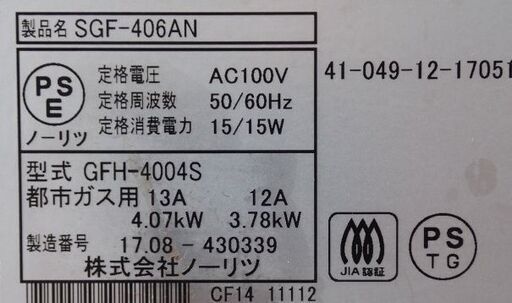 製品名 SGF-406AN
PS
E
ノーリツ
定格電圧 AC100V
定格周波数 50/60Hz
定格消費電力 15/15W
41-049-12-17051
型式 GFH-4004S
都市ガス用 13A 12A
4.07kW 3.78kW
製造番号 17.08-430339
株式会社ノーリツ
JIA認証
PS
TG
CF14 11112